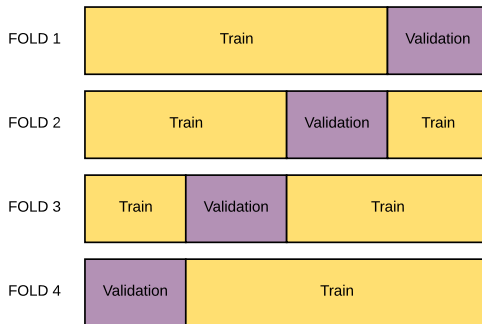 FOLD 1 Train Validation
FOLD 2 Train Validation Train
FOLD 3 Train Validation Train
FOLD 4 Validation Train